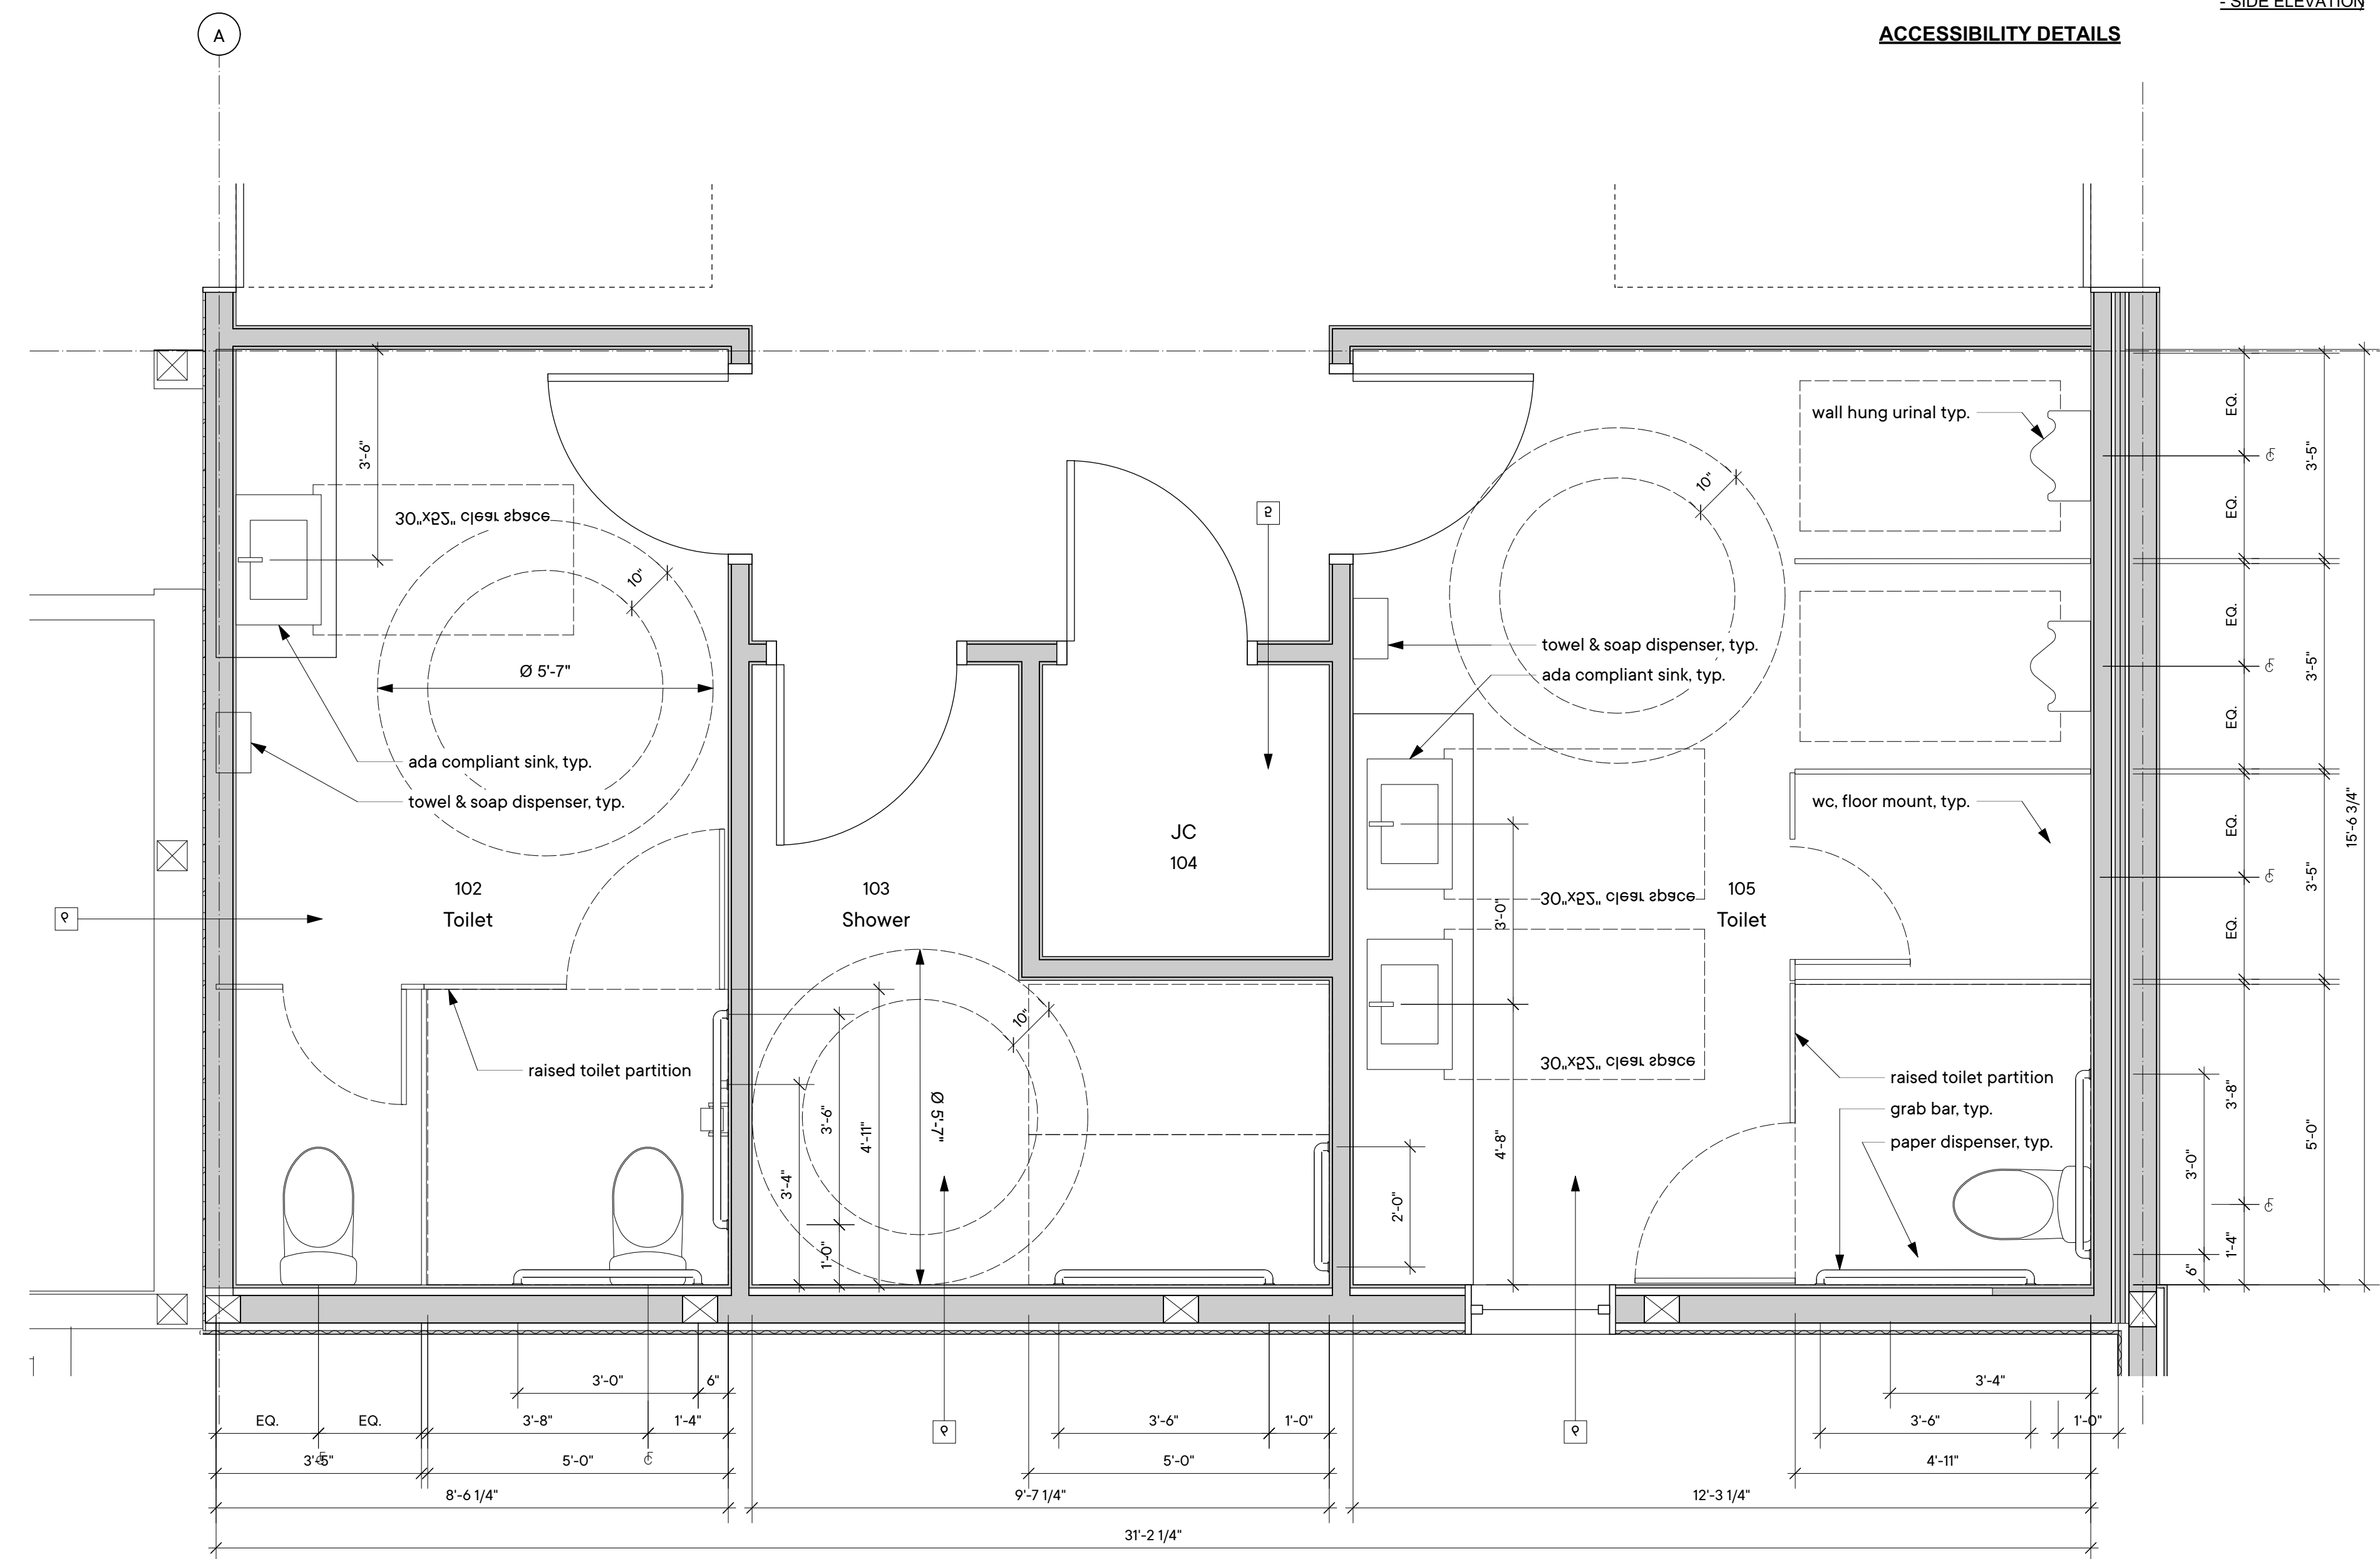 - SIDE ELEVATION
ACCESSIBILITY DETAILS
A
wall hung urinal typ.
EQ.
3'-6"
3'-5"
10"
EQ.
30"x52" clear space
5
10"
EQ.
towel & soap dispenser, typ.
Ø 5'-7"
ada compliant sink, typ.
3'-5"
EQ.
ada compliant sink, typ.
towel & soap dispenser, typ.
wc, floor mount, typ.
15'-6 3/4"
EQ.
JC
104
3'-5"
102
Toilet
103
Shower
30"x52" clear space
3'-0"
105
Toilet
EQ.
6
10"
raised toilet partition
30"x52" clear space
raised toilet partition
grab bar, typ.
paper dispenser, typ.
3'-8"
3'-6"
4'-11"
Ø 5'-7"
4'-8"
5'-0"
3'-4"
2'-0"
3'-0"
1'-0"
1'-4"
6"
3'-0"
6"
3'-4"
EQ.
EQ.
3'-8"
1'-4"
6
3'-6"
1'-0"
6
3'-6"
1'-0"
3'-5"
5'-0"
5'-0"
4'-11"
8'-6 1/4"
9'-7 1/4"
12'-3 1/4"
31'-2 1/4"